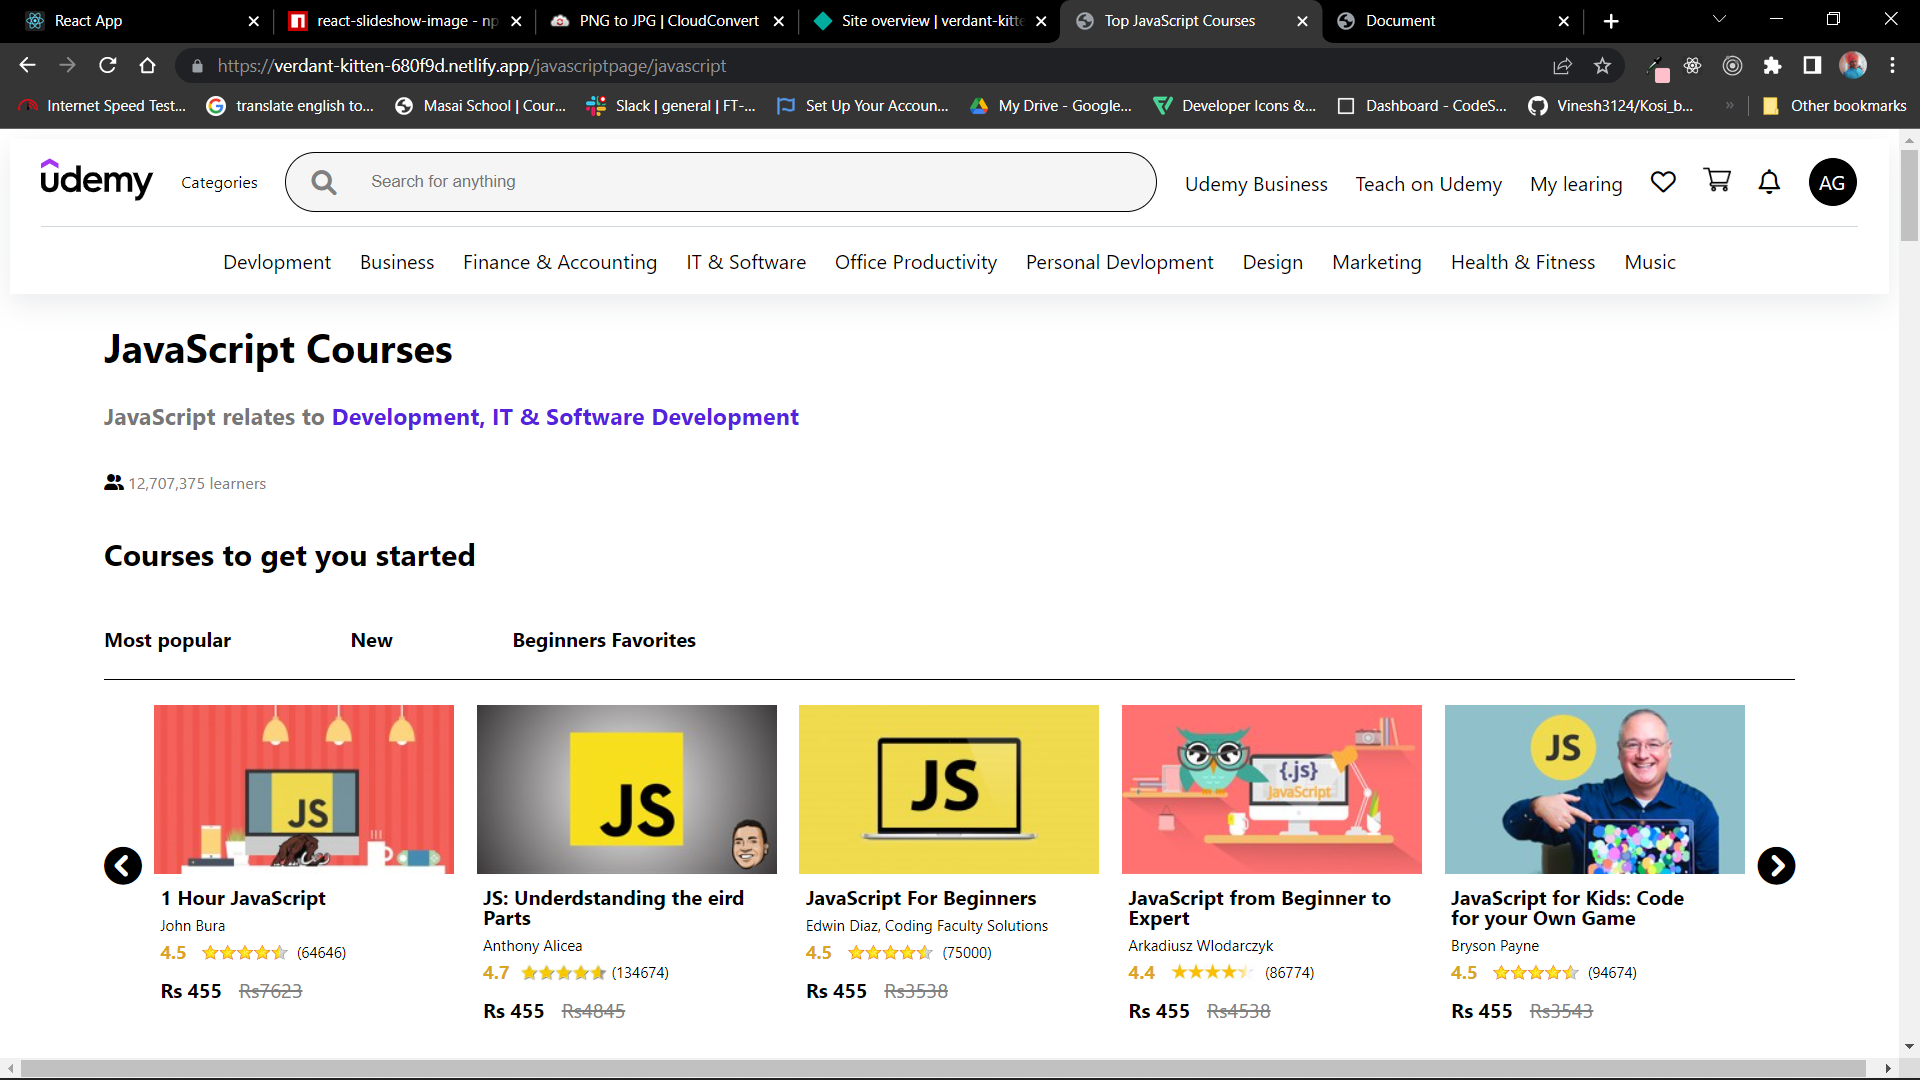 React App
react-slideshow-image - np
PNG to JPG | CloudConvert
Site overview | verdant-kitte
Top JavaScript Courses
Document
https://verdant-kitten-680f9d.netlify.app/javascriptpage/javascript
Internet Speed Test...
translate english to...
Masai School | Cour...
Slack | general | FT-...
Set Up Your Accoun...
My Drive - Google...
Developer Icons &...
Dashboard - CodeS...
Vinesh3124/Kosi_b...
»
Other bookmarks
udemy
Categories
Search for anything
Udemy Business
Teach on Udemy
My learing
AG
Devlopment
Business
Finance & Accounting
IT & Software
Office Productivity
Personal Devlopment
Design
Marketing
Health & Fitness
Music
JavaScript Courses
JavaScript relates to Development, IT & Software Development
12,707,375 learners
Courses to get you started
Most popular
New
Beginners Favorites
JS
JS
JS
{.js}
JavaScript
JS
1 Hour JavaScript
John Bura
4.5 (64646)
Rs 455 Rs7623
JS: Underdstanding the eird
Parts
Anthony Alicea
4.7 (134674)
Rs 455 Rs4845
JavaScript For Beginners
Edwin Diaz, Coding Faculty Solutions
4.5 (75000)
Rs 455 Rs3538
JavaScript from Beginner to
Expert
Arkadiusz Wlodarczyk
4.4 (86774)
Rs 455 Rs4538
JavaScript for Kids: Code
for your Own Game
Bryson Payne
4.5 (94674)
Rs 455 Rs3543